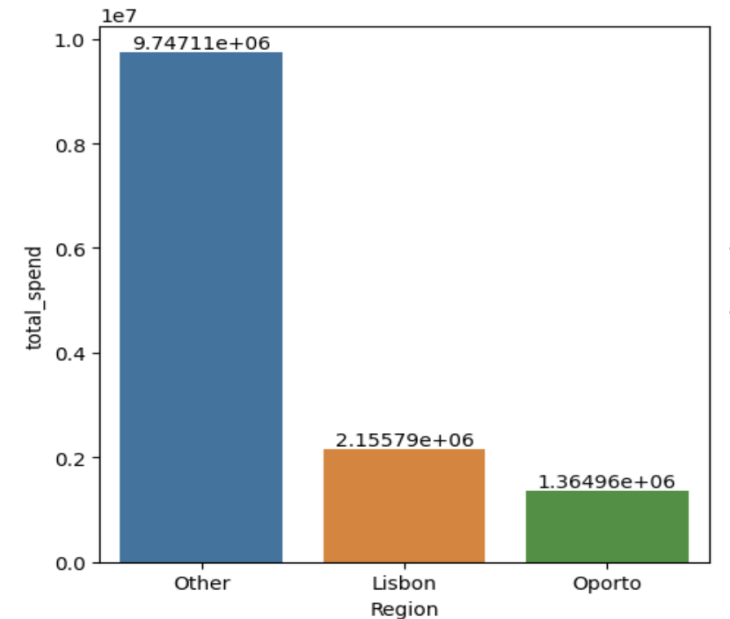 1e7
1.0
9.74711e+06
0.8
0.6
total_spend
0.4
2.15579e+06
0.2
1.36496e+06
0.0
Other Lisbon Oporto
Region